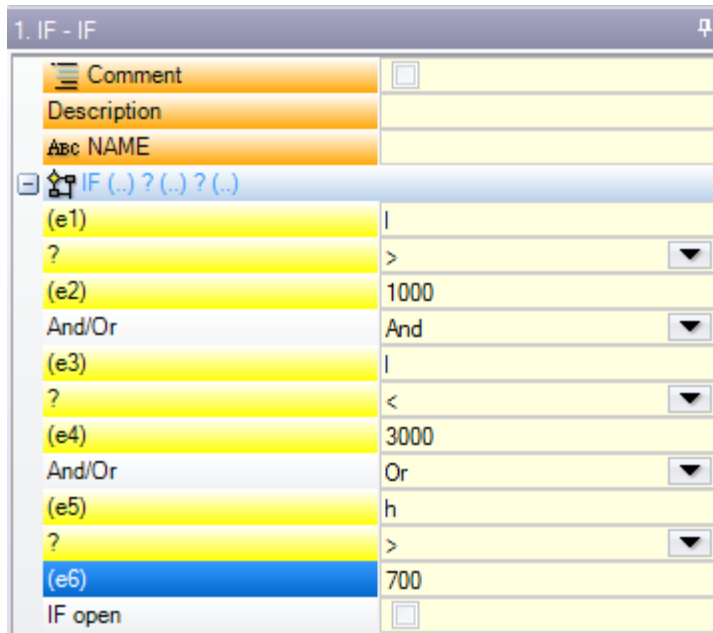 1. IF - IF
Comment
Description
ABC NAME
IF (..) ? (..) ? (..)
(e1) l
? >
(e2) 1000
And/Or And
(e3) l
? <
(e4) 3000
And/Or Or
(e5) h
? >
(e6) 700
IF open